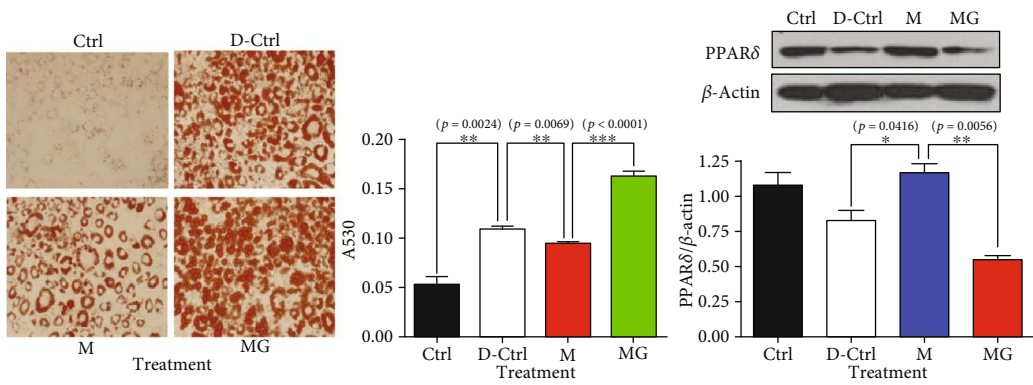 Ctrl
D-Ctrl
M
MG
Treatment
A530
0.20
0.15
0.10
0.05
0.00
(p = 0.0024)
(p = 0.0069)
(p < 0.0001)
**
**
***
Ctrl
D-Ctrl
M
MG
Treatment
Ctrl
D-Ctrl
M
MG
PPARδ
β-Actin
(p = 0.0416)
(p = 0.0056)
*
**
PPARδ/β-actin
1.25
1.00
0.75
0.50
0.25
0.00
Ctrl
D-Ctrl
M
MG
Treatment